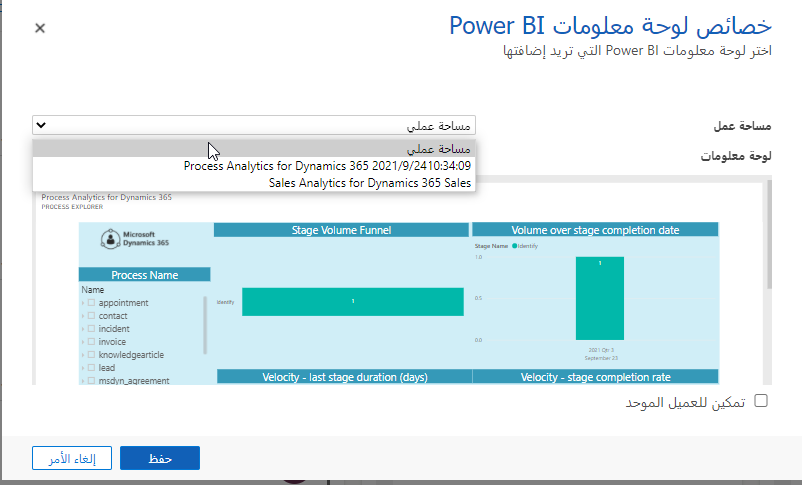 خصائص لوحة معلومات Power BI
اختر لوحة معلومات Power BI التي تريد إضافتها
مساحة عمل
مساحة عملي
مساحة عملي
Process Analytics for Dynamics 365 2021/9/2410:34:09
Sales Analytics for Dynamics 365 Sales
لوحة معلومات
Process Analytics for Dynamics 365
PROCESS EXPLORER
Microsoft
Dynamics 365
Process Name
Name
appointment
contact
incident
invoice
knowledgearticle
lead
msdyn_agreement
Stage Volume Funnel
Identify
1
Volume over stage completion date
Stage Name Identify
1.0
0.5
0.0
1
2021 Qtr 3
September 23
Velocity - last stage duration (days)
Velocity - stage completion rate
تمكين للعميل الموحد
حفظ
إلغاء الأمر